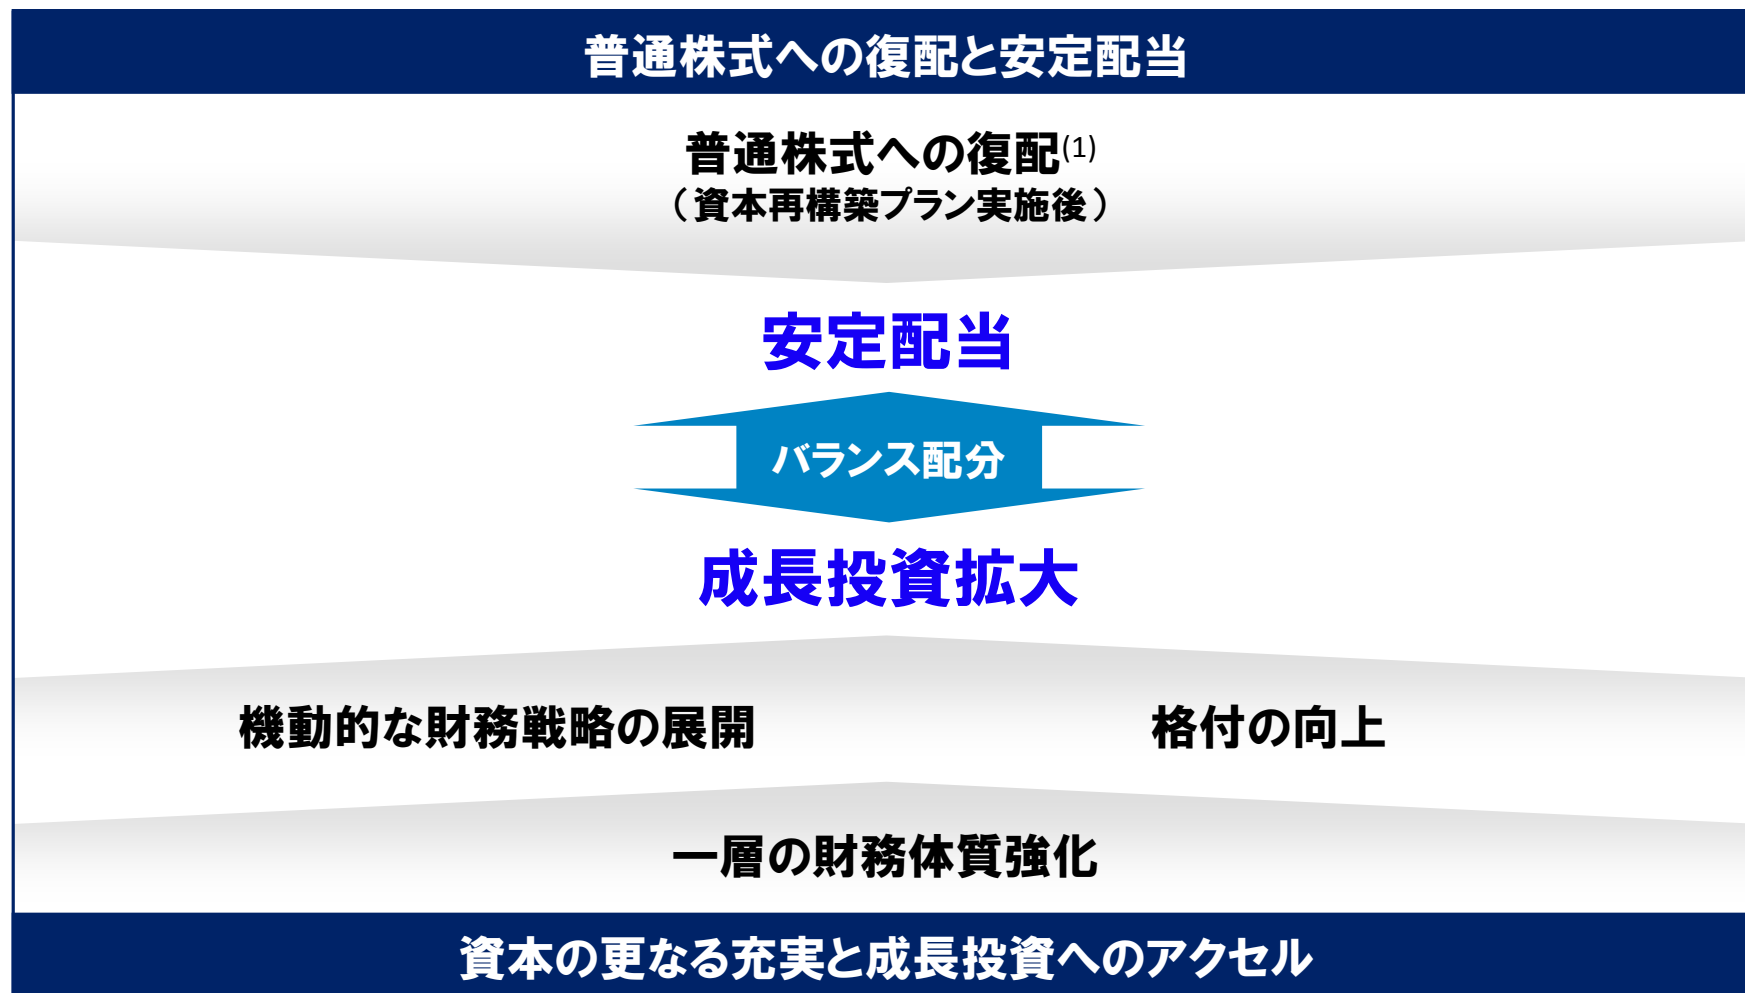 普通株式への復配と安定配当
普通株式への復配(1)
（資本再構築プラン実施後）
安定配当
バランス配分
成長投資拡大
機動的な財務戦略の展開
格付の向上
一層の財務体質強化
資本の更なる充実と成長投資へのアクセル